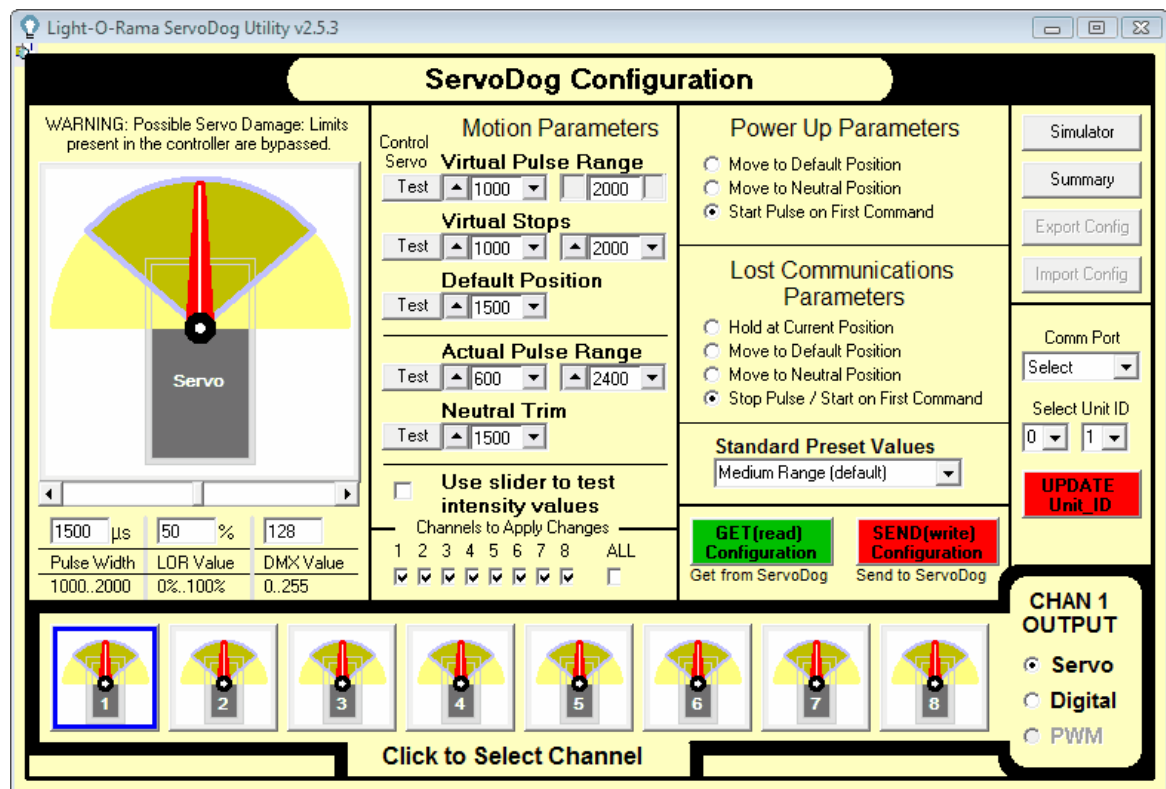 Light-O-Rama ServoDog Utility v2.5.3
ServoDog Configuration
WARNING: Possible Servo Damage: Limits
present in the controller are bypassed.
Servo
1500 µs
50 %
128
Pulse Width
LOR Value
DMX Value
1000..2000
0%..100%
0..255
Motion Parameters
Control
Servo
Virtual Pulse Range
Test
1000
2000
Virtual Stops
Test
1000
2000
Default Position
Test
1500
Actual Pulse Range
Test
600
2400
Neutral Trim
Test
1500
Use slider to test
intensity values
Channels to Apply Changes
1 2 3 4 5 6 7 8 ALL
Power Up Parameters
Move to Default Position
Move to Neutral Position
Start Pulse on First Command
Lost Communications
Parameters
Hold at Current Position
Move to Default Position
Move to Neutral Position
Stop Pulse / Start on First Command
Standard Preset Values
Medium Range (default)
GET(read)
Configuration
Get from ServoDog
SEND(write)
Configuration
Send to ServoDog
Simulator
Summary
Export Config
Import Config
Comm Port
Select
Select Unit ID
0
1
UPDATE
Unit_ID
1
2
3
4
5
6
7
8
Click to Select Channel
CHAN 1
OUTPUT
Servo
Digital
PWM